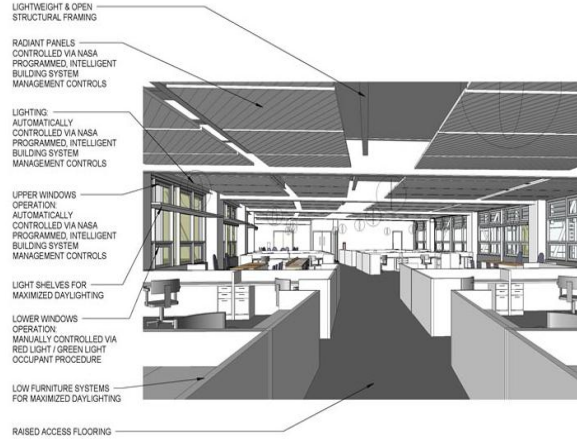 LIGHTWEIGHT & OPEN
STRUCTURAL FRAMING
RADIANT PANELS
CONTROLLED VIA NASA
PROGRAMMED, INTELLIGENT
BUILDING SYSTEM
MANAGEMENT CONTROLS
LIGHTING:
AUTOMATICALLY
CONTROLLED VIA NASA
PROGRAMMED, INTELLIGENT
BUILDING SYSTEM
MANAGEMENT CONTROLS
UPPER WINDOWS
OPERATION:
AUTOMATICALLY
CONTROLLED VIA NASA
PROGRAMMED, INTELLIGENT
BUILDING SYSTEM
MANAGEMENT CONTROLS
LIGHT SHELVES FOR
MAXIMIZED DAYLIGHTING
LOWER WINDOWS
OPERATION:
MANUALLY CONTROLLED VIA
RED LIGHT / GREEN LIGHT
OCCUPANT PROCEDURE
LOW FURNITURE SYSTEMS
FOR MAXIMIZED DAYLIGHTING
RAISED ACCESS FLOORING